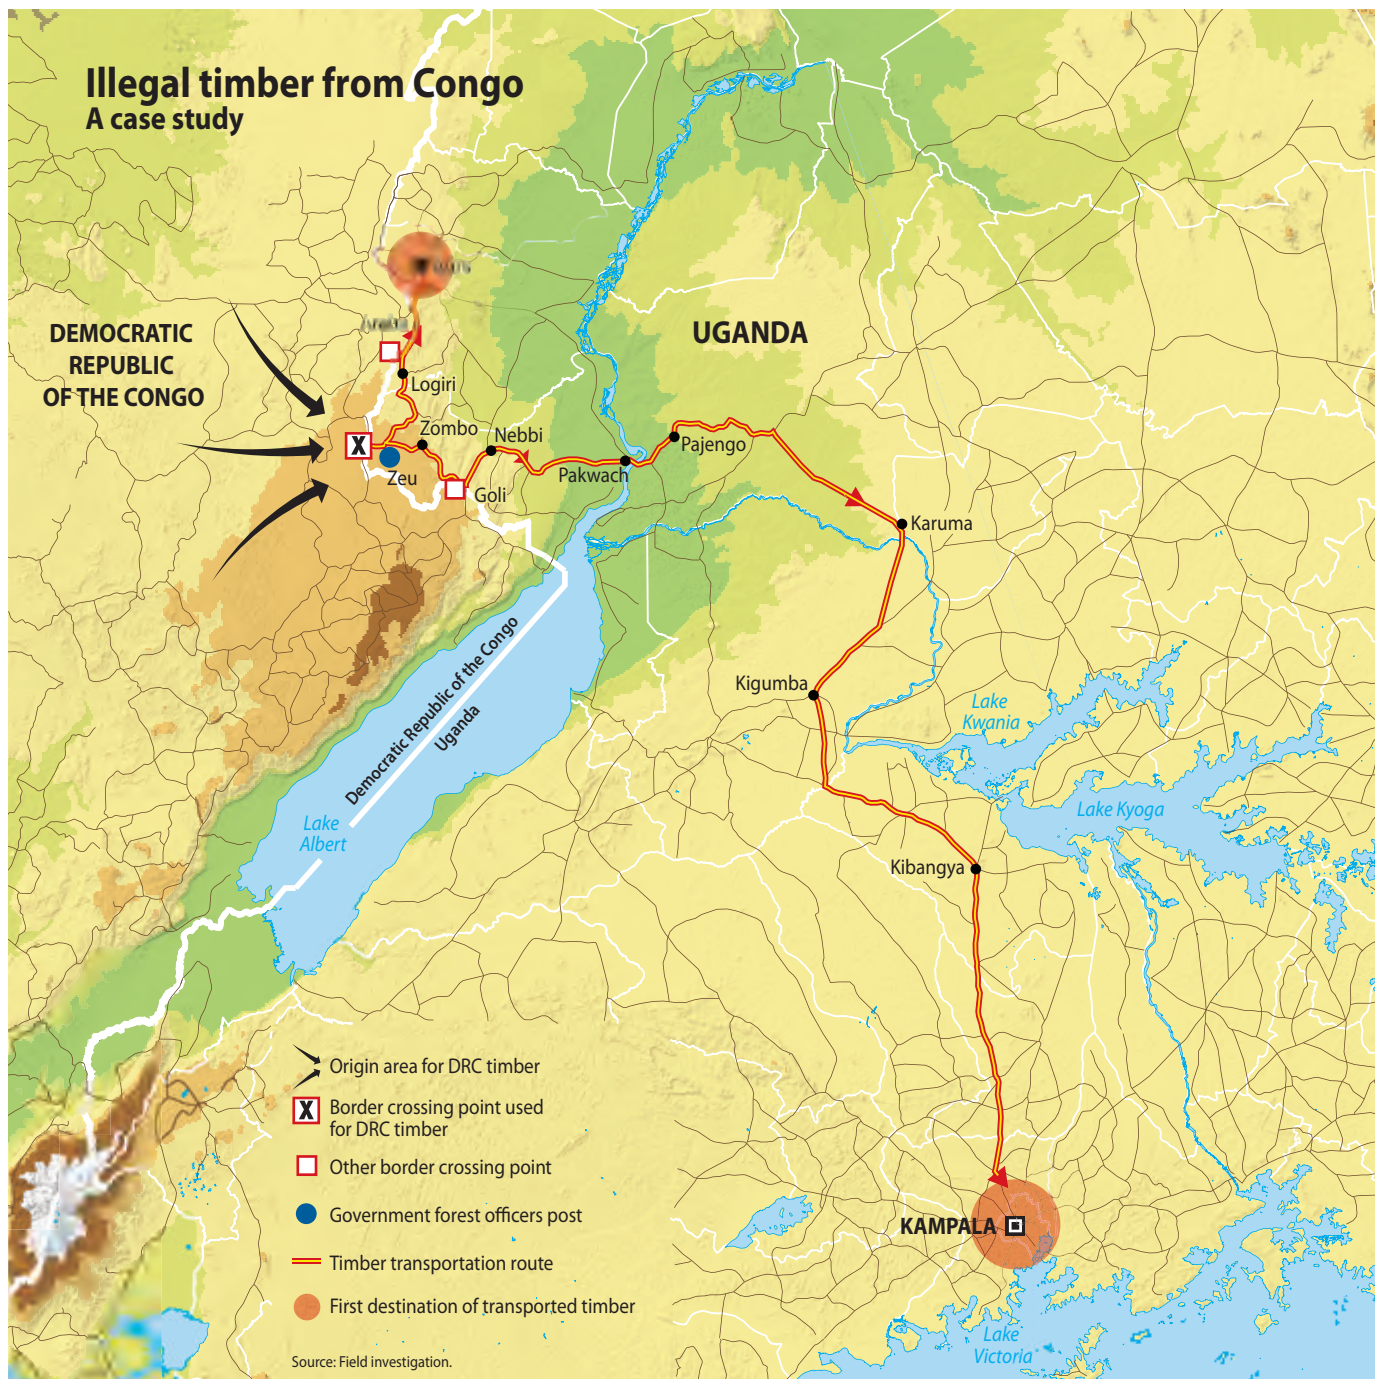 Illegal timber from Congo
A case study
DEMOCRATIC
REPUBLIC
OF THE CONGO
UGANDA
Logiri
Zombo
Nebbi
Zeu
Goli
Pakwach
Pajengo
Karuma
Kigumba
Kibangya
KAMPALA
Democratic Republic of the Congo
Uganda
Lake
Albert
Lake
Kwania
Lake Kyoga
Lake
Victoria
X
Origin area for DRC timber
X
Border crossing point used
for DRC timber
Other border crossing point
Government forest officers post
Timber transportation route
First destination of transported timber
Source: Field investigation.